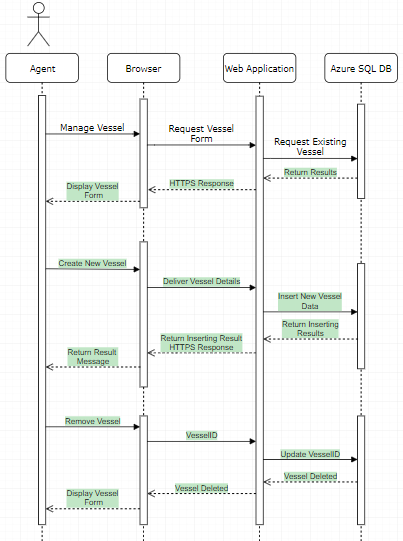 Agent
Browser
Web Application
Azure SQL DB
Manage Vessel
Request Vessel
Form
Request Existing
Vessel
Return Results
HTTPS Response
Display Vessel
Form
Create New Vessel
Deliver Vessel Details
Insert New Vessel
Data
Return Inserting
Results
Return Inserting Result
HTTPS Response
Return Result
Message
Remove Vessel
VesselID
Update VesselID
Vessel Deleted
Vessel Deleted
Display Vessel
Form